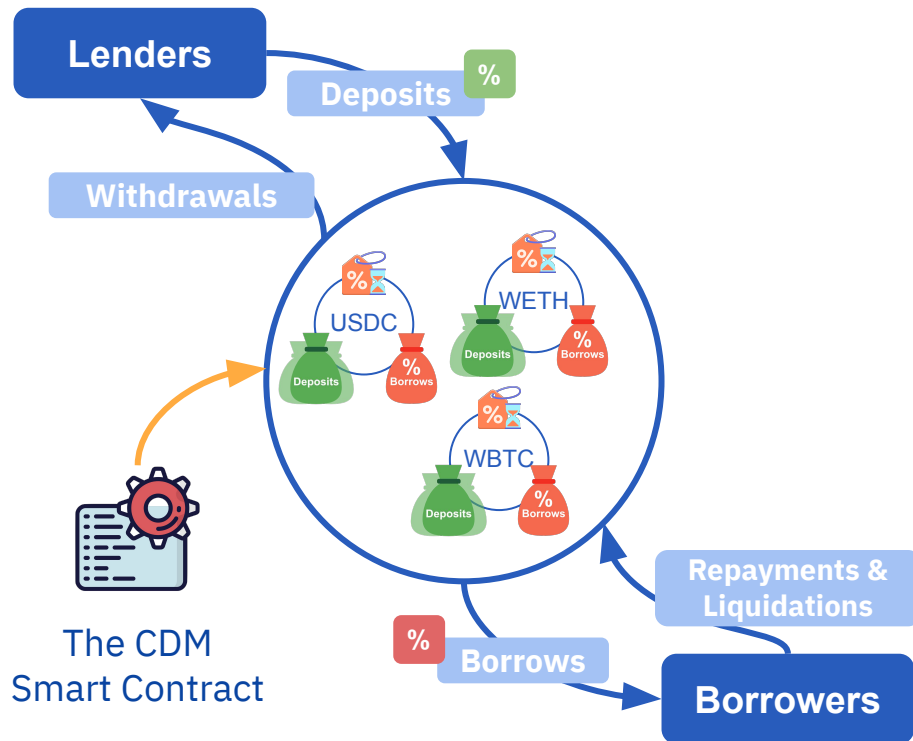 Lenders
%
Deposits
Withdrawals
%
USDC
Deposits
%
Borrows
%
WETH
Deposits
%
Borrows
%
WBTC
Deposits
%
Borrows
The CDM
Smart Contract
%
Borrows
Repayments &
Liquidations
Borrowers